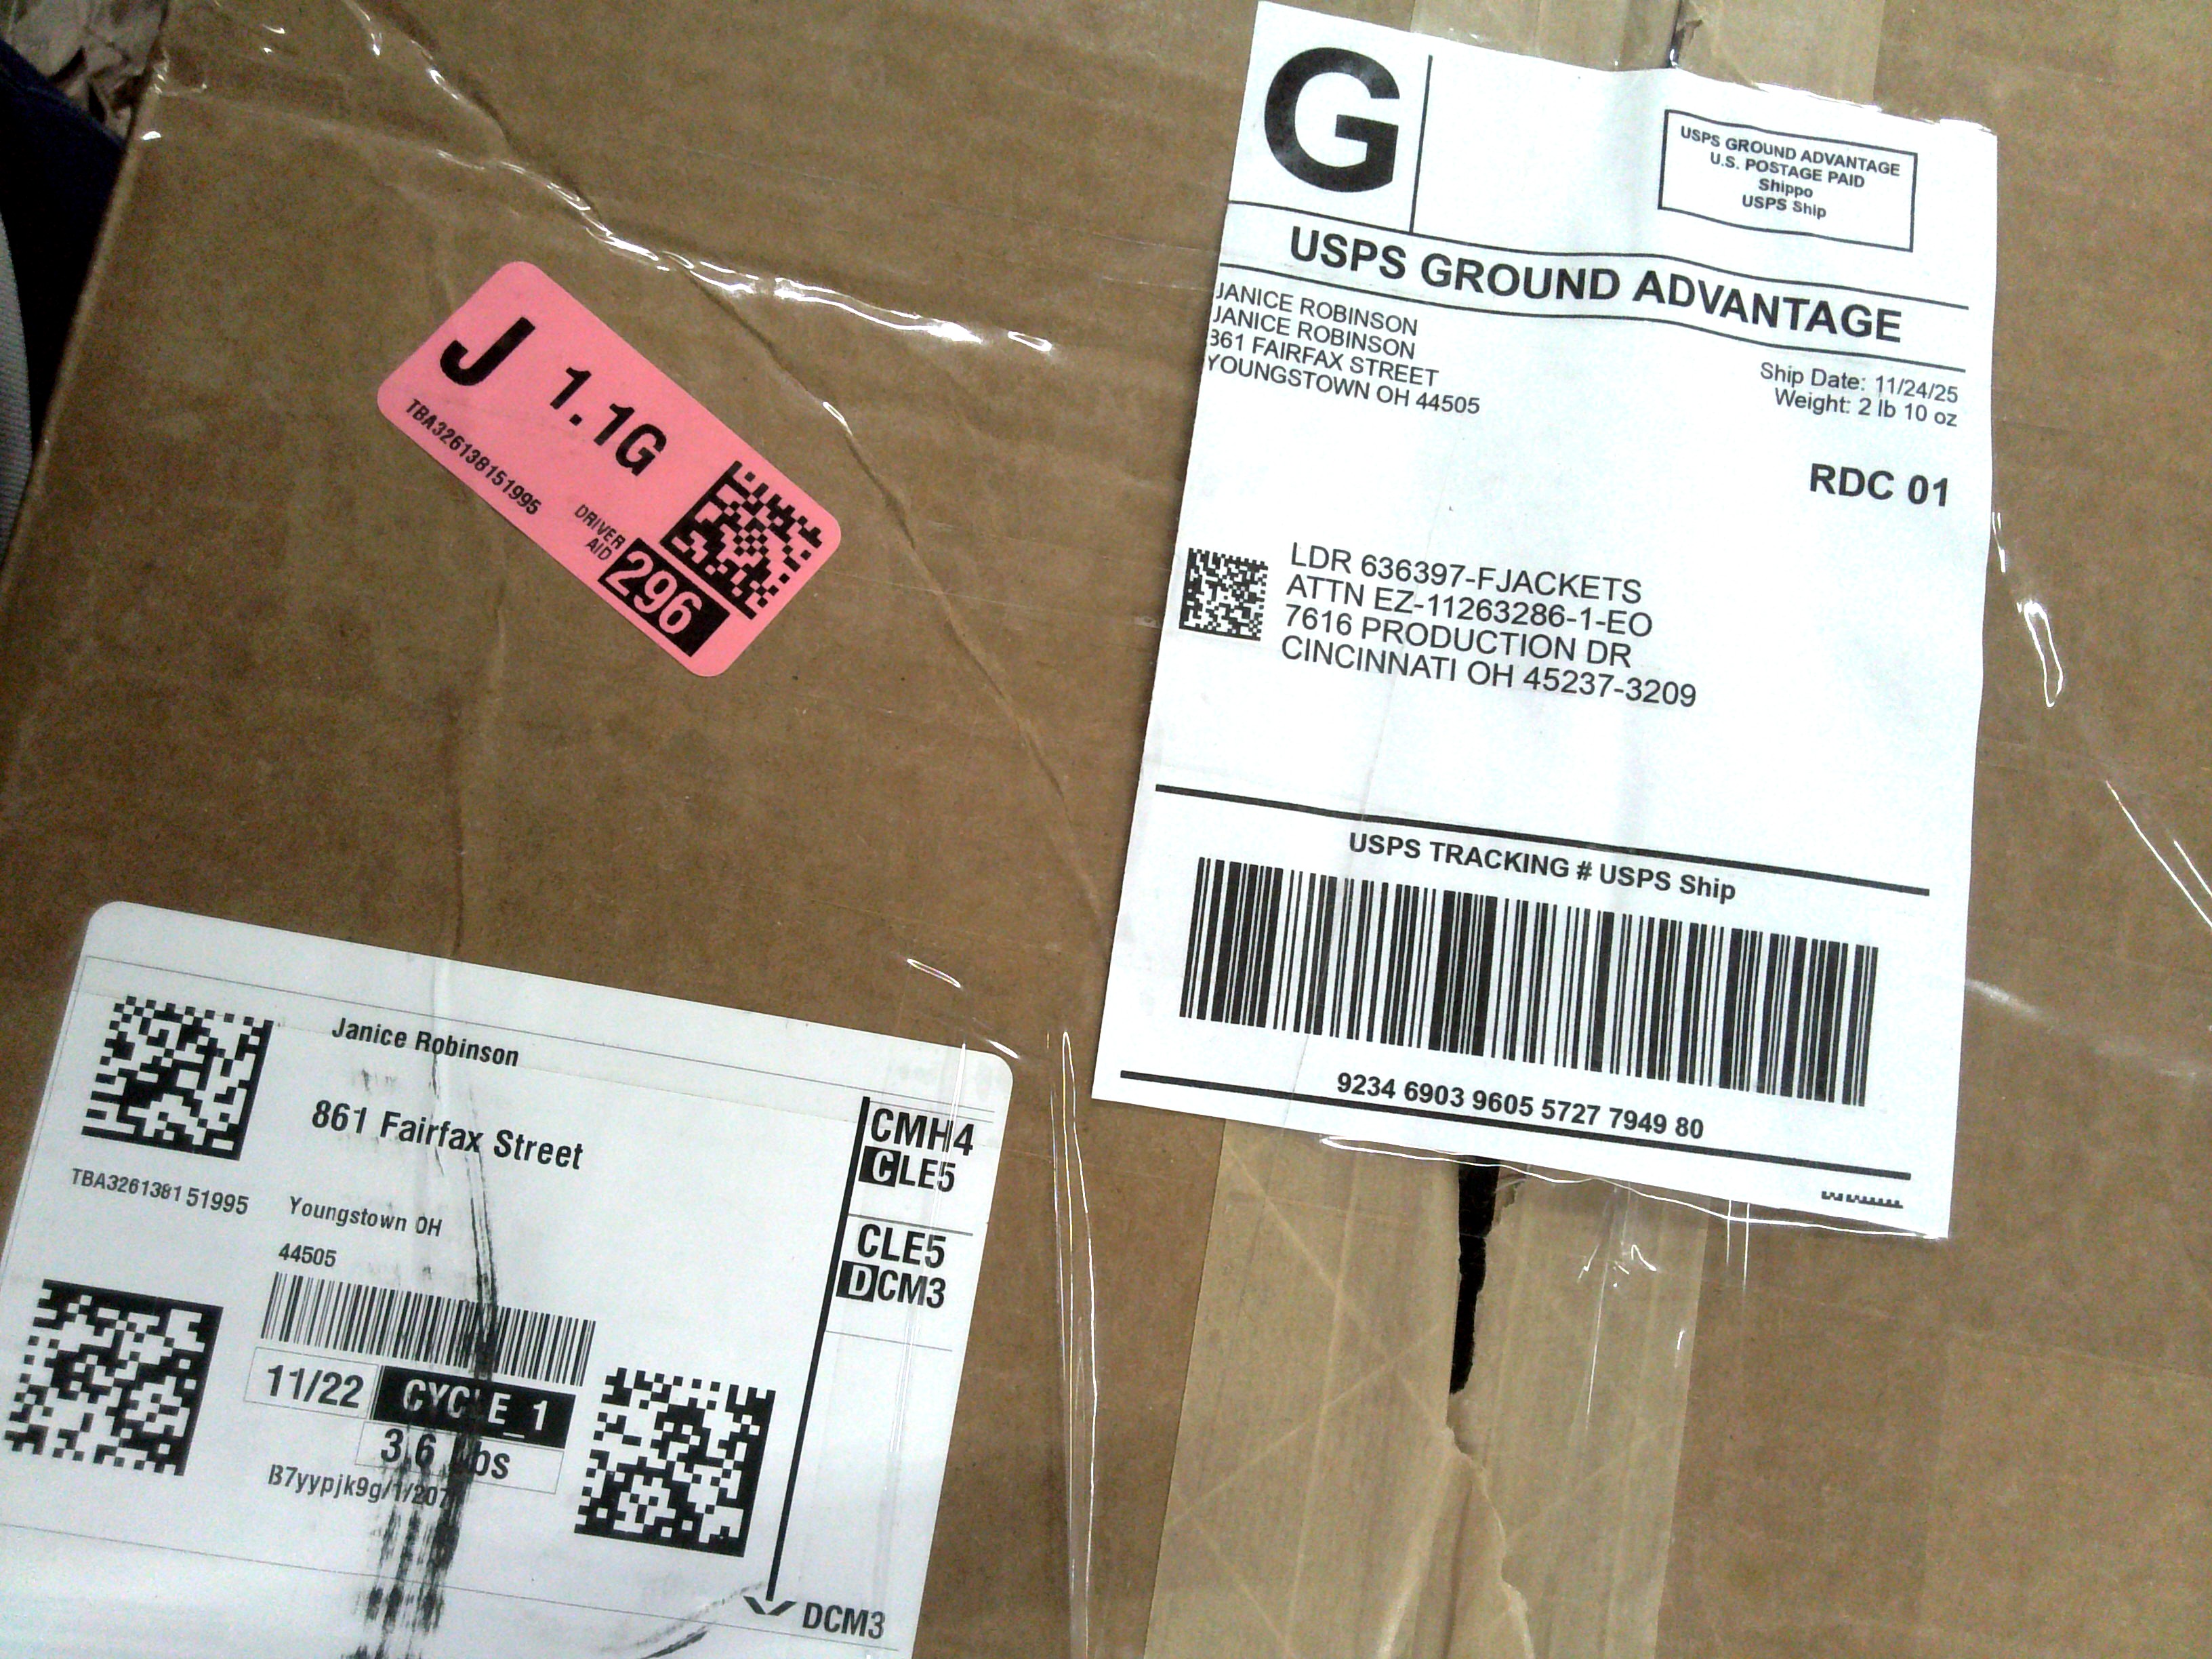 G
USPS GROUND ADVANTAGE
U.S. POSTAGE PAID
Shippo
USPS Ship
USPS GROUND ADVANTAGE
JANICE ROBINSON
JANICE ROBINSON
861 FAIRFAX STREET
YOUNGSTOWN OH 44505
Ship Date: 11/24/25
Weight: 2 lb 10 oz
RDC 01
LDR 636397-FJACKETS
ATTN EZ-11263286-1-EO
7616 PRODUCTION DR
CINCINNATI OH 45237-3209
USPS TRACKING # USPS Ship
9234 6903 9605 5727 7949 80
J 1.1G
TBA326138151995
DRIVER
AID
296
Janice Robinson
861 Fairfax Street
TBA326138151995
Youngstown OH
44505
CMH4
CLE5
CLE5
DCM3
11/22 CYCLE_1
3.6 lbs
B7yypjk9g/1/207
DCM3